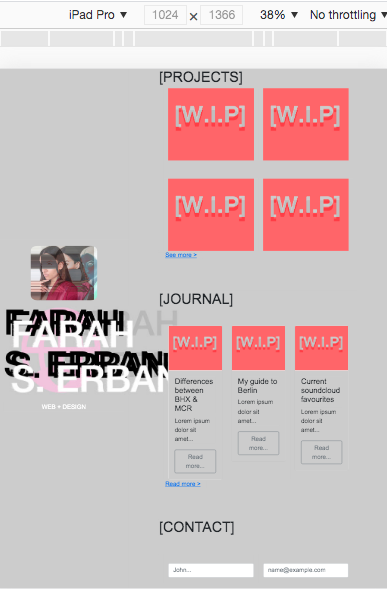 iPad Pro ▼ 1024 × 1366 38% ▼ No throttling ▼
[PROJECTS]
[W.I.P] [W.I.P]
[W.I.P] [W.I.P]
See more >
FARAH
S. ERBAN
WEB + DESIGN
[JOURNAL]
[W.I.P] [W.I.P] [W.I.P]
Differences
between
BHX &
MCR
Lorem ipsum
dolor sit
amet...
Read
more...
My guide to
Berlin
Lorem ipsum
dolor sit
amet...
Read
more...
Current
soundcloud
favourites
Lorem ipsum
dolor sit
amet...
Read
more...
Read more >
[CONTACT]
John... name@example.com